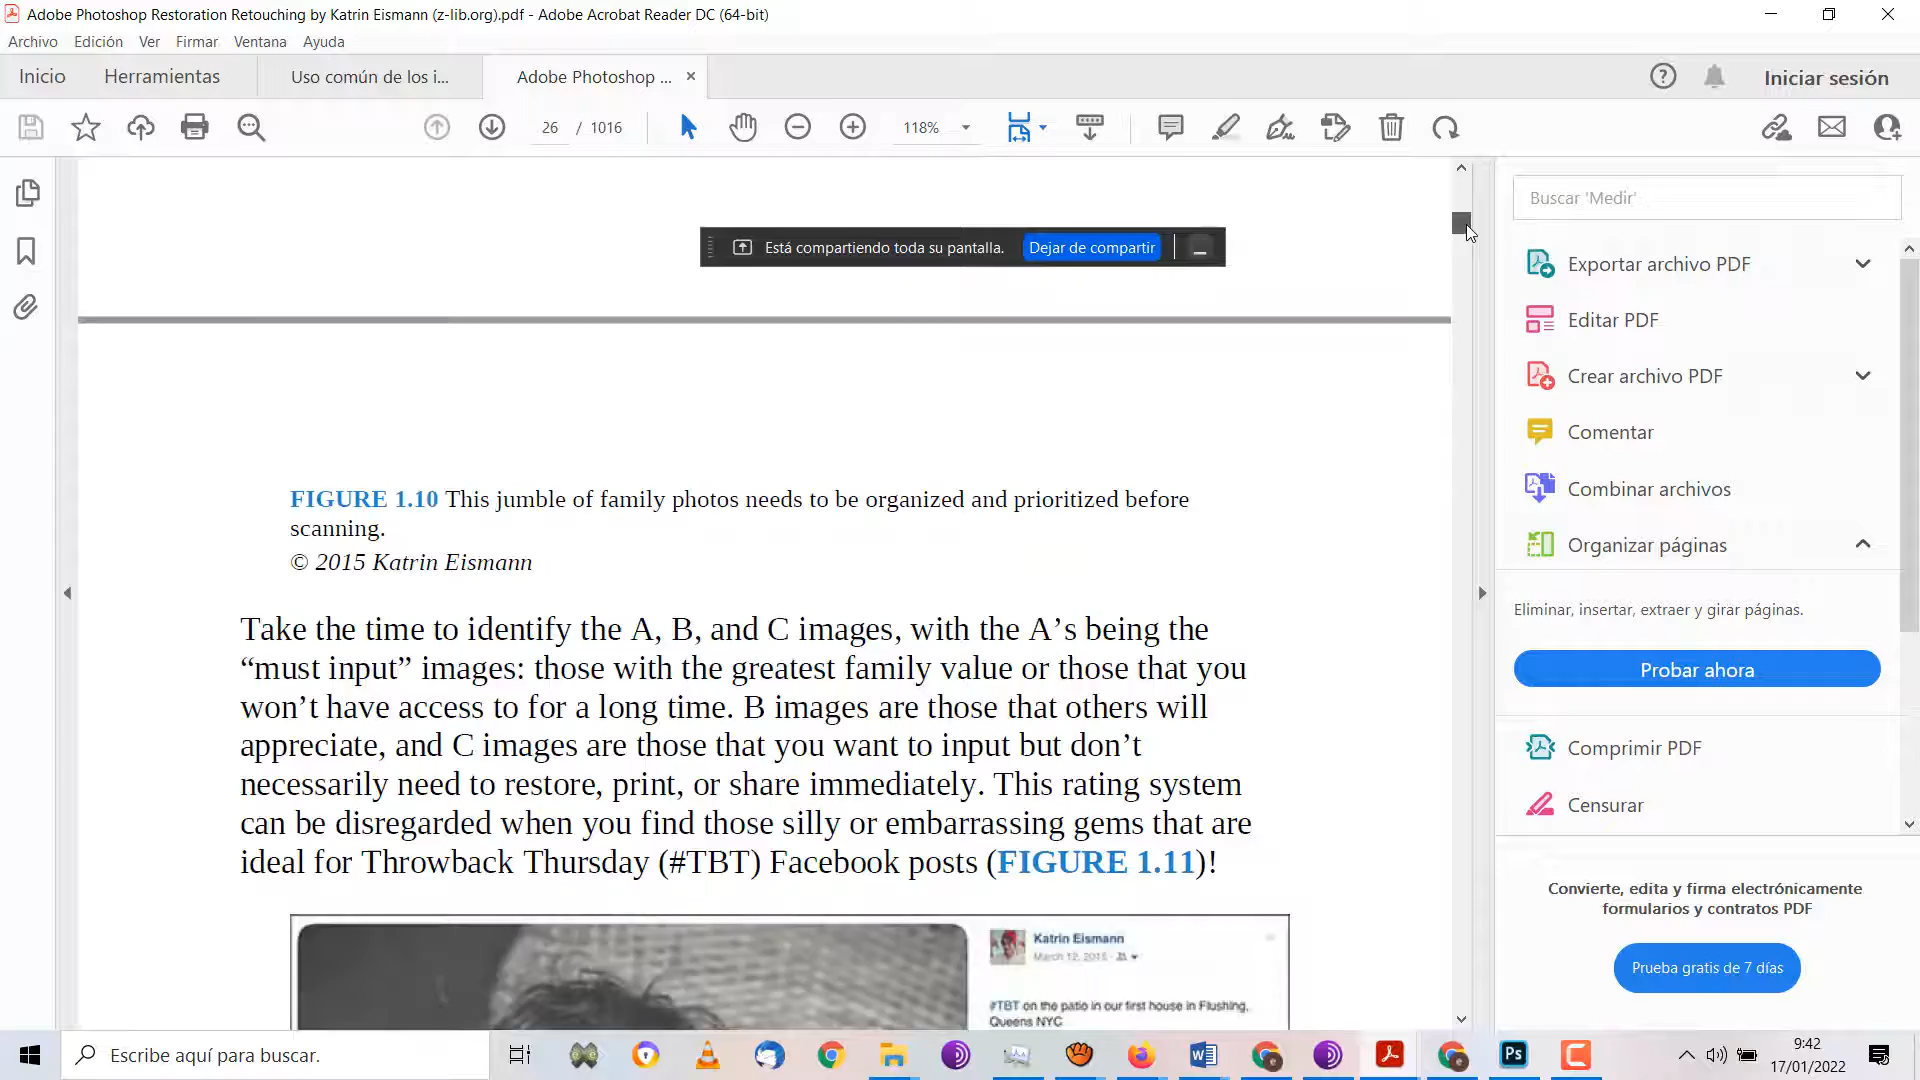 Adobe Photoshop Restoration Retouching by Katrin Eismann (z-lib.org).pdf - Adobe Acrobat Reader DC (64-bit)
Archivo Edición Ver Firmar Ventana Ayuda
Inicio Herramientas Uso común de los i... Adobe Photoshop ... × Iniciar sesión
26 / 1016 118%
Está compartiendo toda su pantalla. Dejar de compartir
FIGURE 1.10 This jumble of family photos needs to be organized and prioritized before
scanning.
© 2015 Katrin Eismann
Take the time to identify the A, B, and C images, with the A’s being the
“must input” images: those with the greatest family value or those that you
won’t have access to for a long time. B images are those that others will
appreciate, and C images are those that you want to input but don’t
necessarily need to restore, print, or share immediately. This rating system
can be disregarded when you find those silly or embarrassing gems that are
ideal for Throwback Thursday (#TBT) Facebook posts (FIGURE 1.11)!
Katrin Eismann
March 12, 2015
#TBT on the patio in our first house in Flushing,
Queens NYC
Buscar 'Medir'
Exportar archivo PDF
Editar PDF
Crear archivo PDF
Comentar
Combinar archivos
Organizar páginas
Eliminar, insertar, extraer y girar páginas.
Probar ahora
Comprimir PDF
Censurar
Convierte, edita y firma electrónicamente
formularios y contratos PDF
Prueba gratis de 7 días
Escribe aquí para buscar.
Ps
9:42
17/01/2022